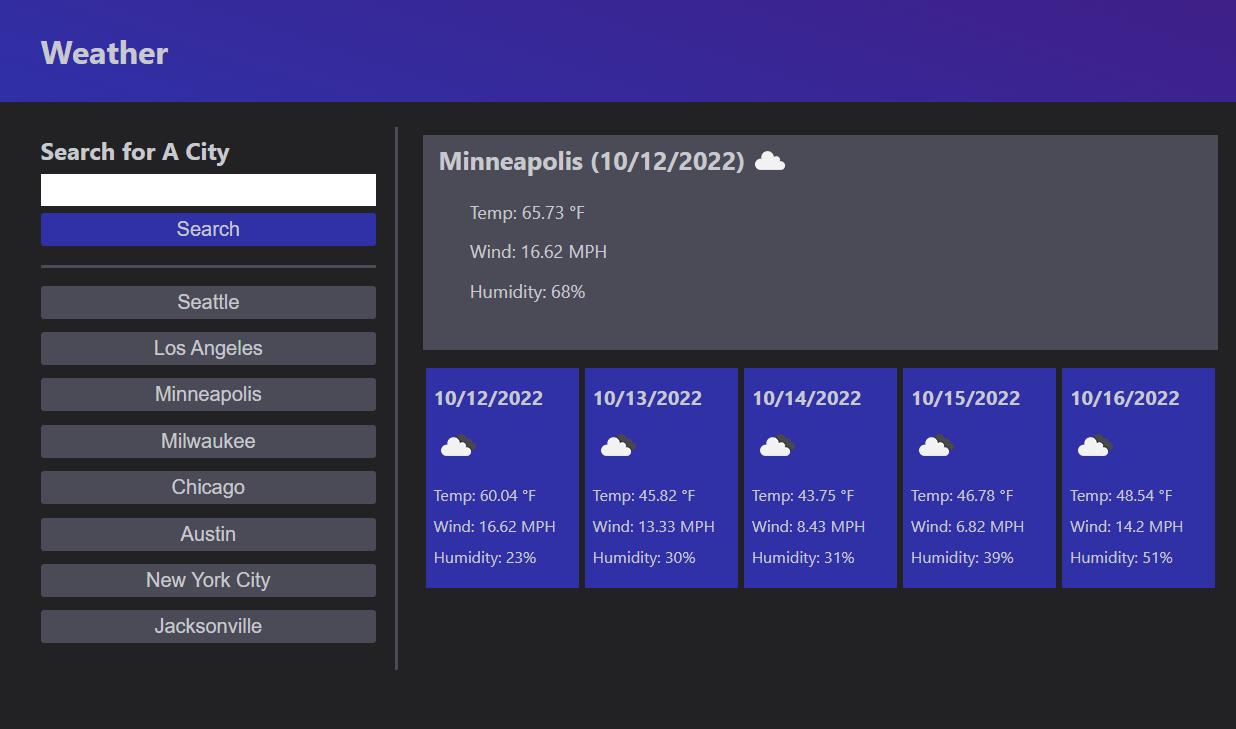 Weather
Search for A City
Search
Seattle
Los Angeles
Minneapolis
Milwaukee
Chicago
Austin
New York City
Jacksonville
Minneapolis (10/12/2022)
Temp: 65.73 °F
Wind: 16.62 MPH
Humidity: 68%
10/12/2022
Temp: 60.04 °F
Wind: 16.62 MPH
Humidity: 23%
10/13/2022
Temp: 45.82 °F
Wind: 13.33 MPH
Humidity: 30%
10/14/2022
Temp: 43.75 °F
Wind: 8.43 MPH
Humidity: 31%
10/15/2022
Temp: 46.78 °F
Wind: 6.82 MPH
Humidity: 39%
10/16/2022
Temp: 48.54 °F
Wind: 14.2 MPH
Humidity: 51%